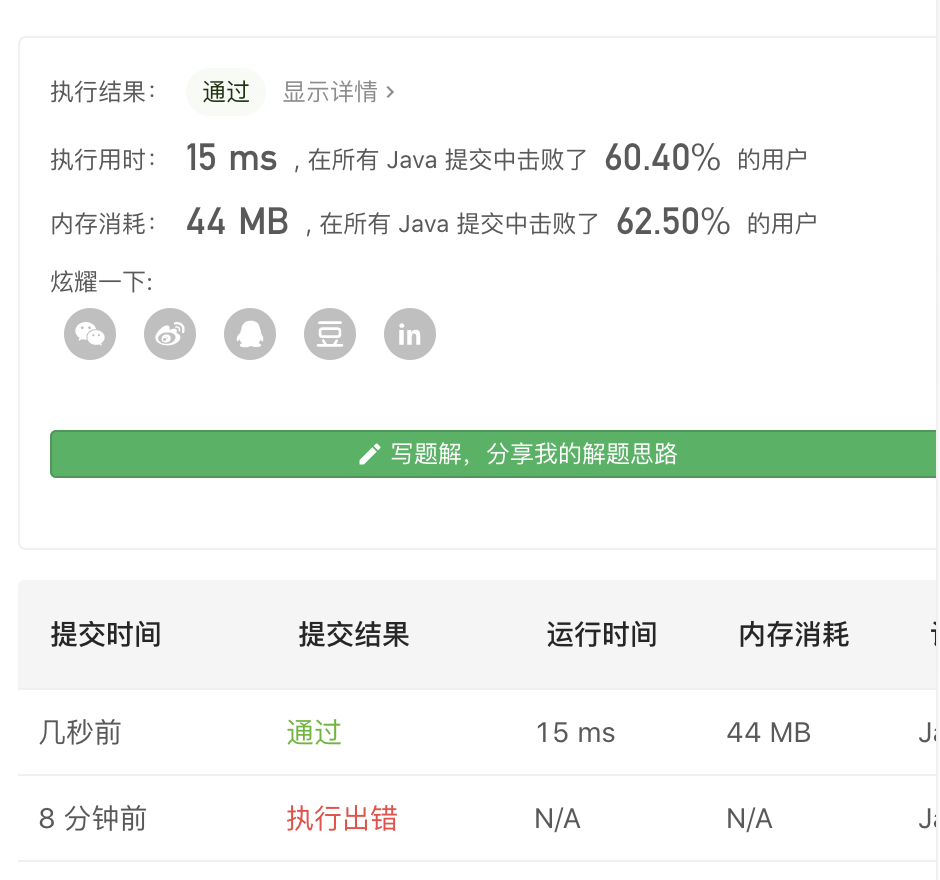 执行结果： 通过 显示详情 ›
执行用时： 15 ms , 在所有 Java 提交中击败了 60.40% 的用户
内存消耗： 44 MB , 在所有 Java 提交中击败了 62.50% 的用户
炫耀一下:
豆 in
写题解，分享我的解题思路
提交时间 提交结果 运行时间 内存消耗
几秒前 通过 15 ms 44 MB
8 分钟前 执行出错 N/A N/A